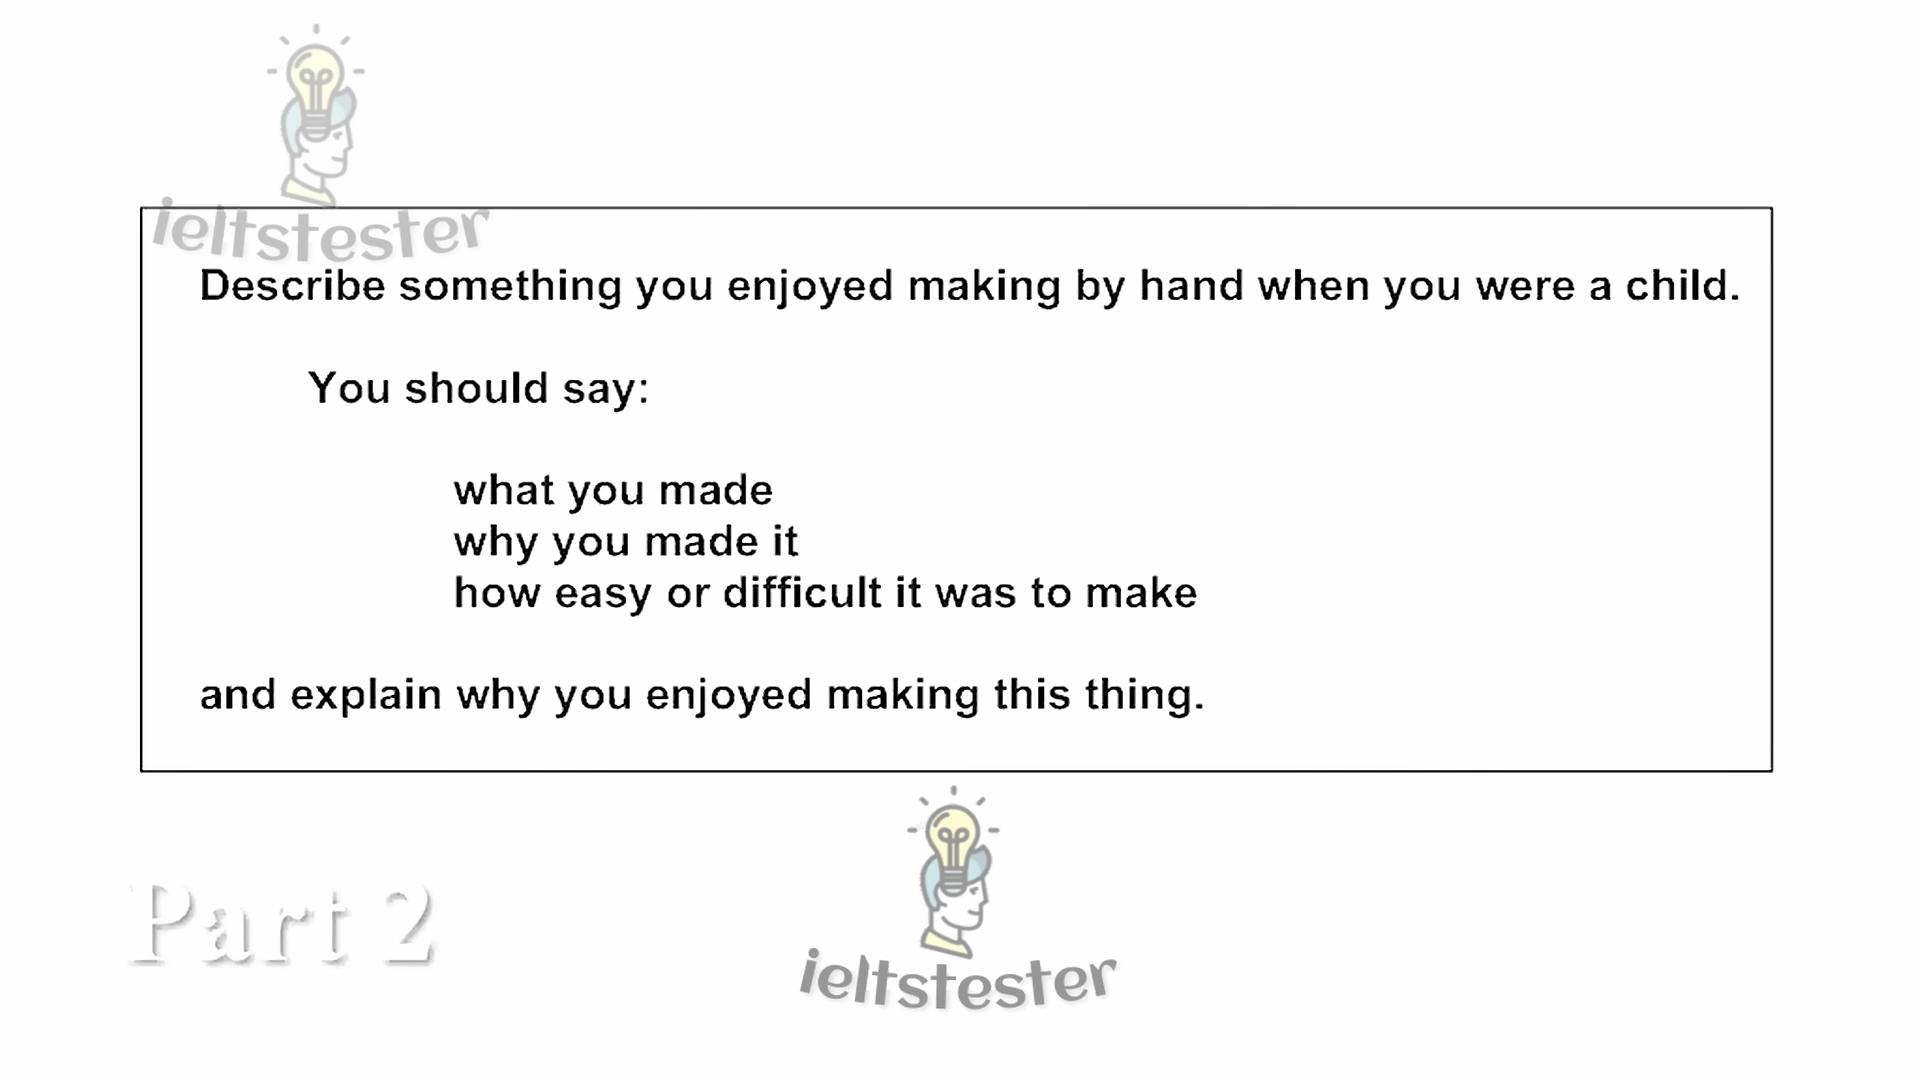 ieltstester
Describe something you enjoyed making by hand when you were a child.
You should say:
what you made
why you made it
how easy or difficult it was to make
and explain why you enjoyed making this thing.
Part 2
ieltstester